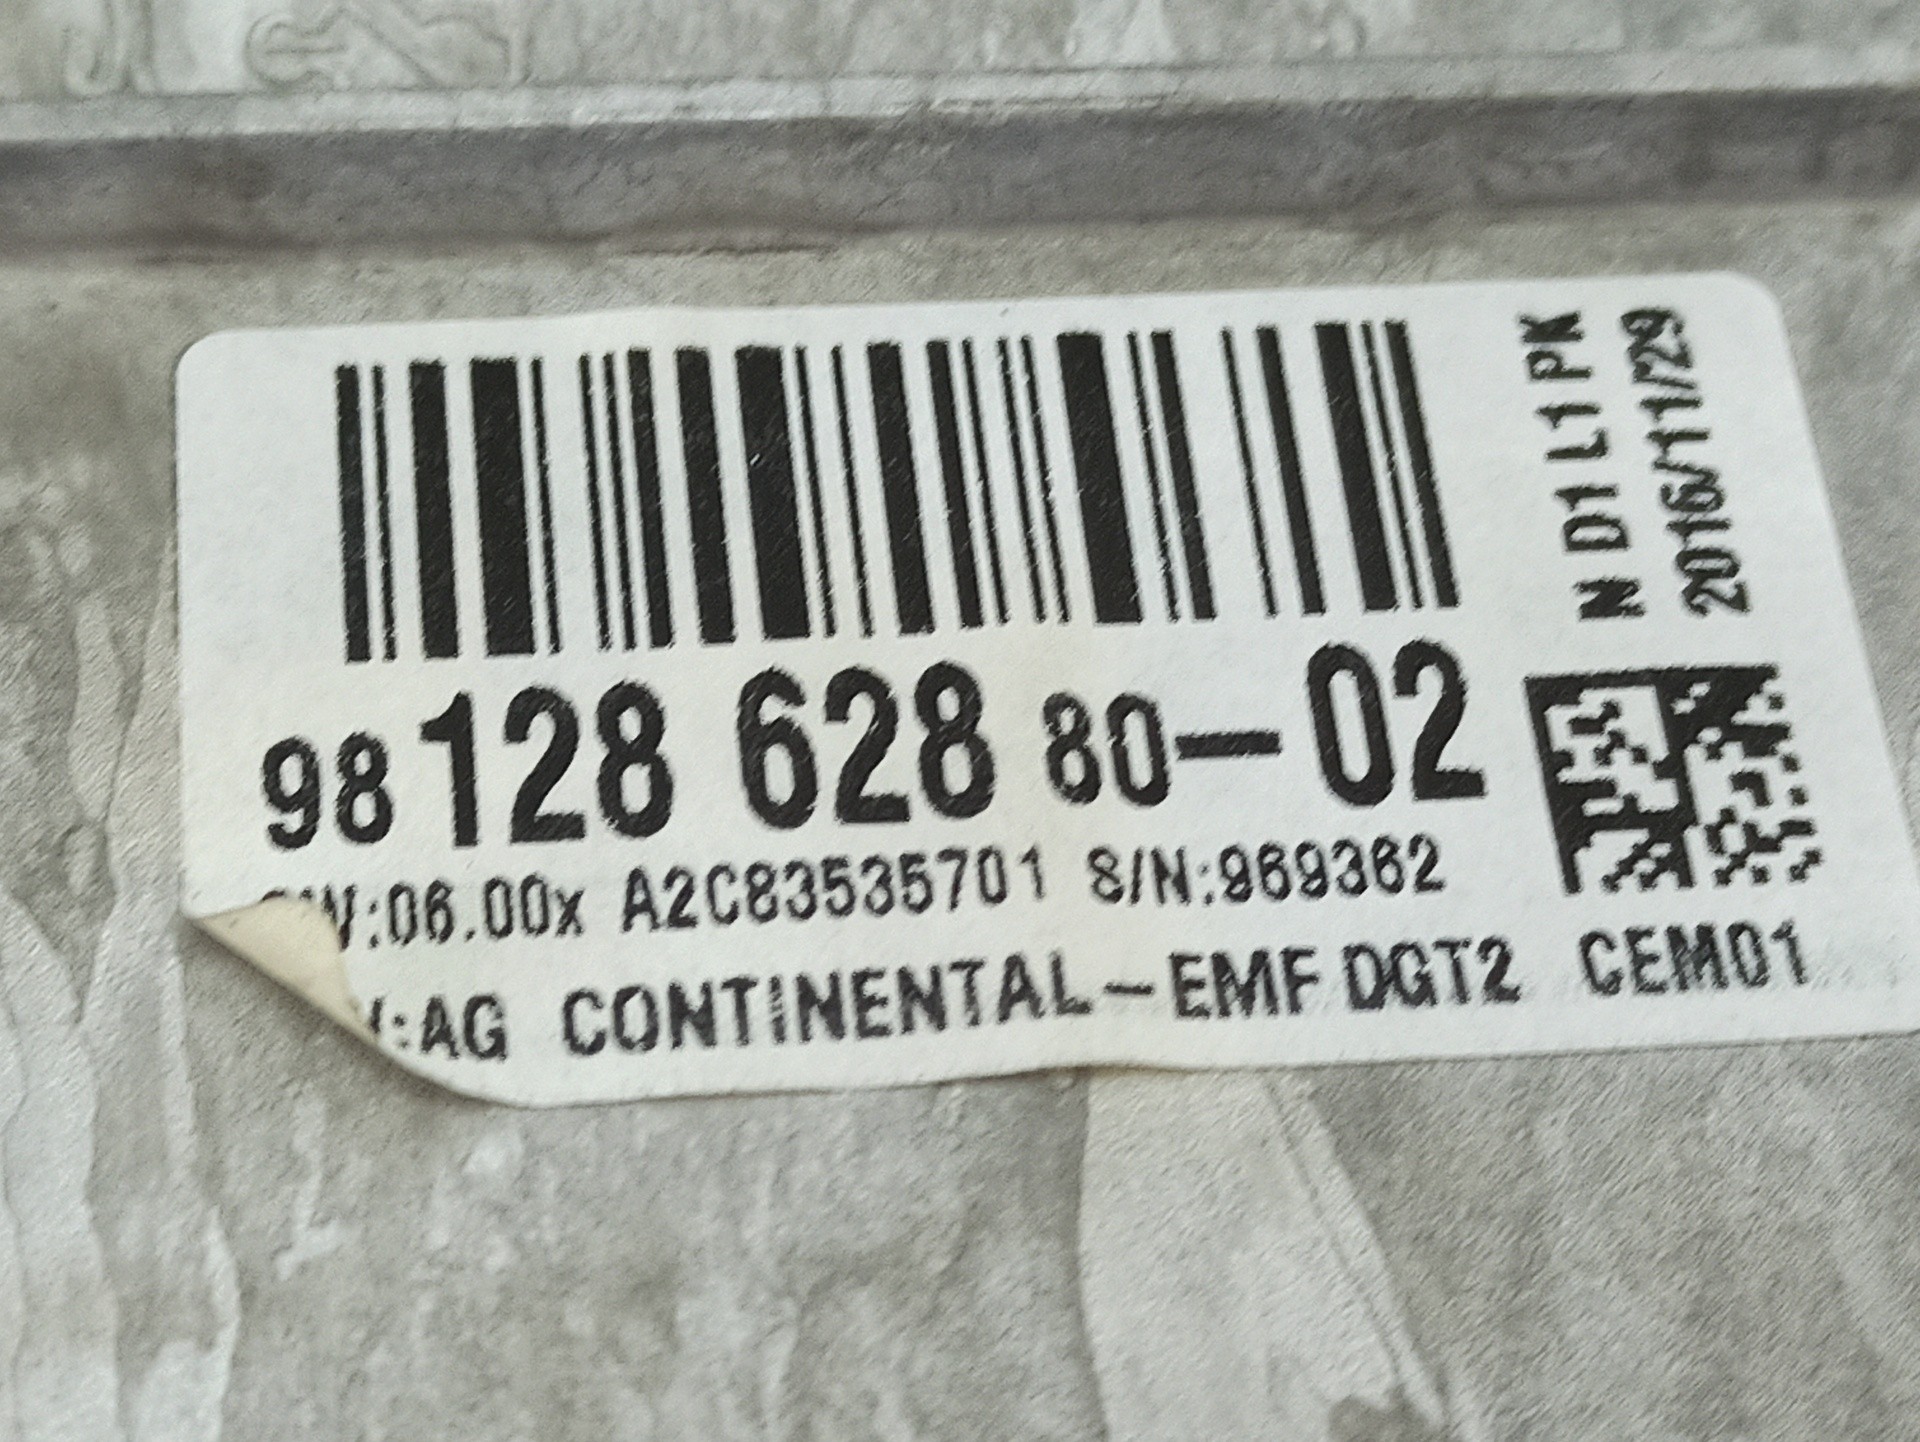 98 128 628 80-02
:06.00x A2C83535701 S/N:969362
:AG CONTINENTAL-EMF DGT2 CEM01
N D1 L1 PK
2016/11/29